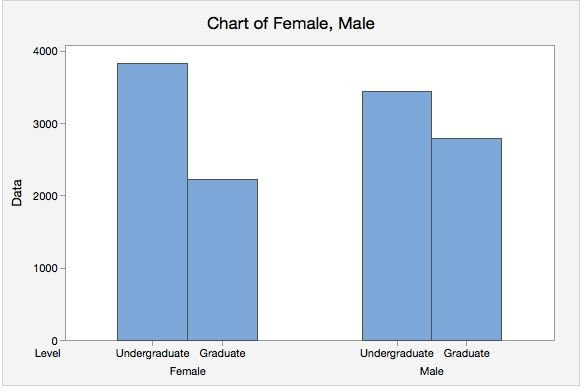 Chart of Female, Male
4000
3000
2000
1000
0
Data
Level
Undergraduate Graduate Undergraduate Graduate
Female Male